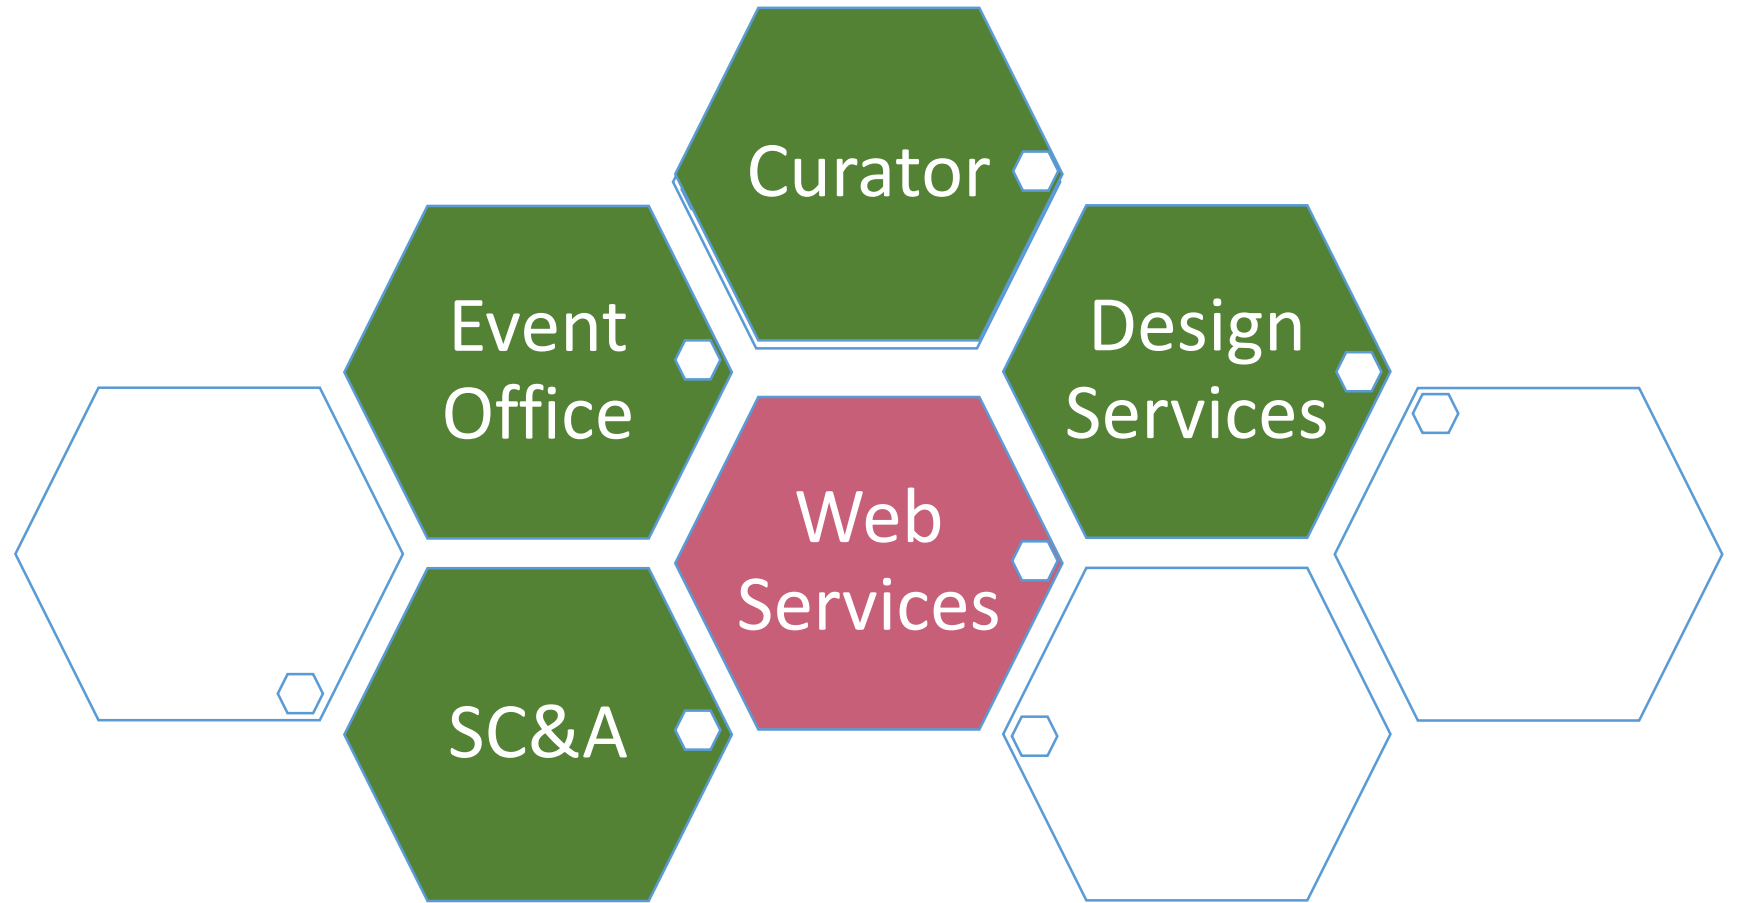 Curator
Event
Office
Design
Services
Web
Services
SC&A